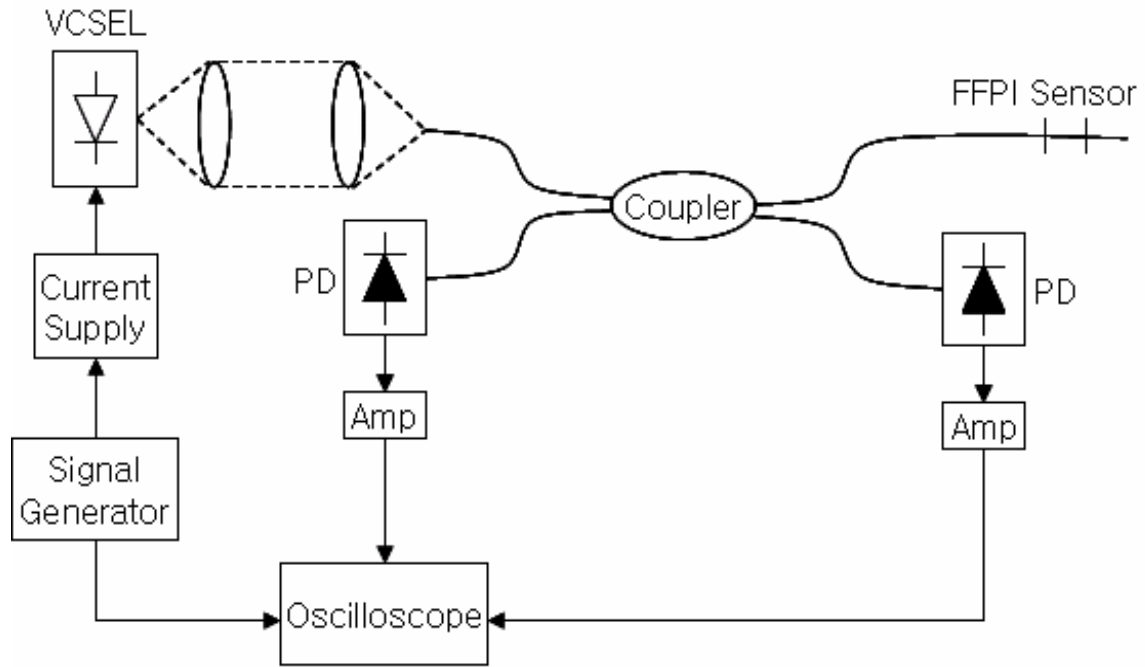 VCSEL
FFPI Sensor
Coupler
PD
PD
Current
Supply
Amp
Amp
Signal
Generator
Oscilloscope